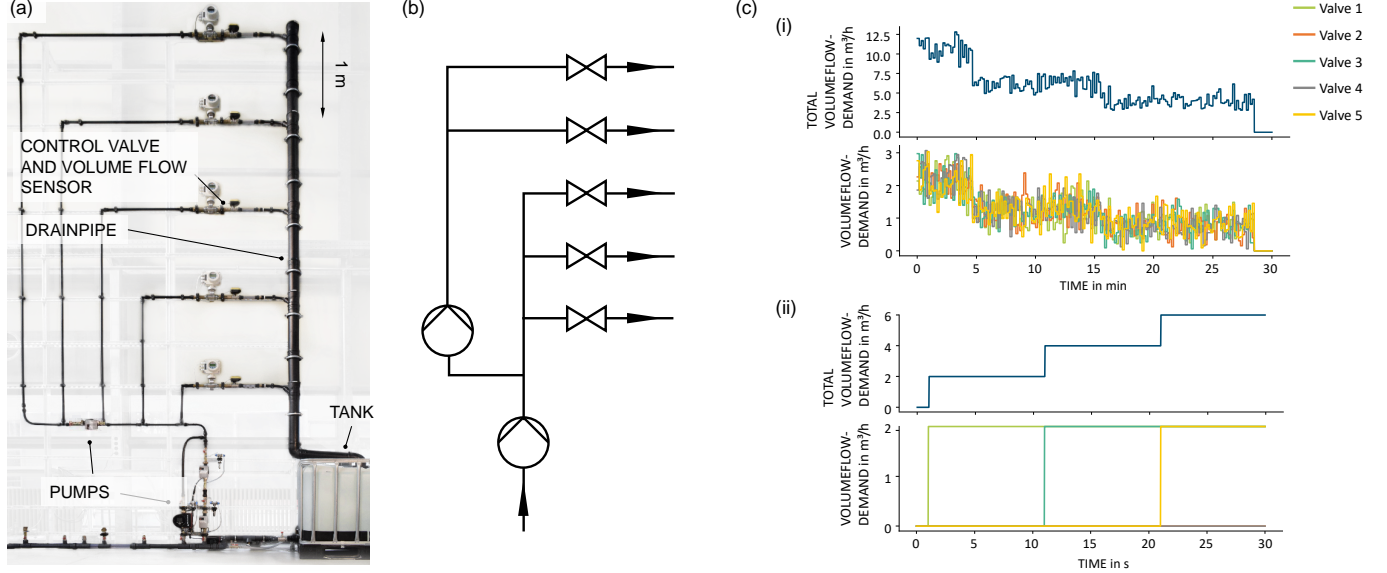 (a)
1 m
CONTROL VALVE
AND VOLUME FLOW
SENSOR
DRAINPIPE
TANK
PUMPS
(b)
(c)
(i)
TOTAL
VOLUMEFLOW-
DEMAND in m³/h
12.5
10.0
7.5
5.0
2.5
0.0
VOLUMEFLOW-
DEMAND in m³/h
3
2
1
0
0 5 10 15 20 25 30
TIME in min
Valve 1
Valve 2
Valve 3
Valve 4
Valve 5
(ii)
TOTAL
VOLUMEFLOW-
DEMAND in m³/h
6
4
2
0
VOLUMEFLOW-
DEMAND in m³/h
2
1
0
0 5 10 15 20 25 30
TIME in s